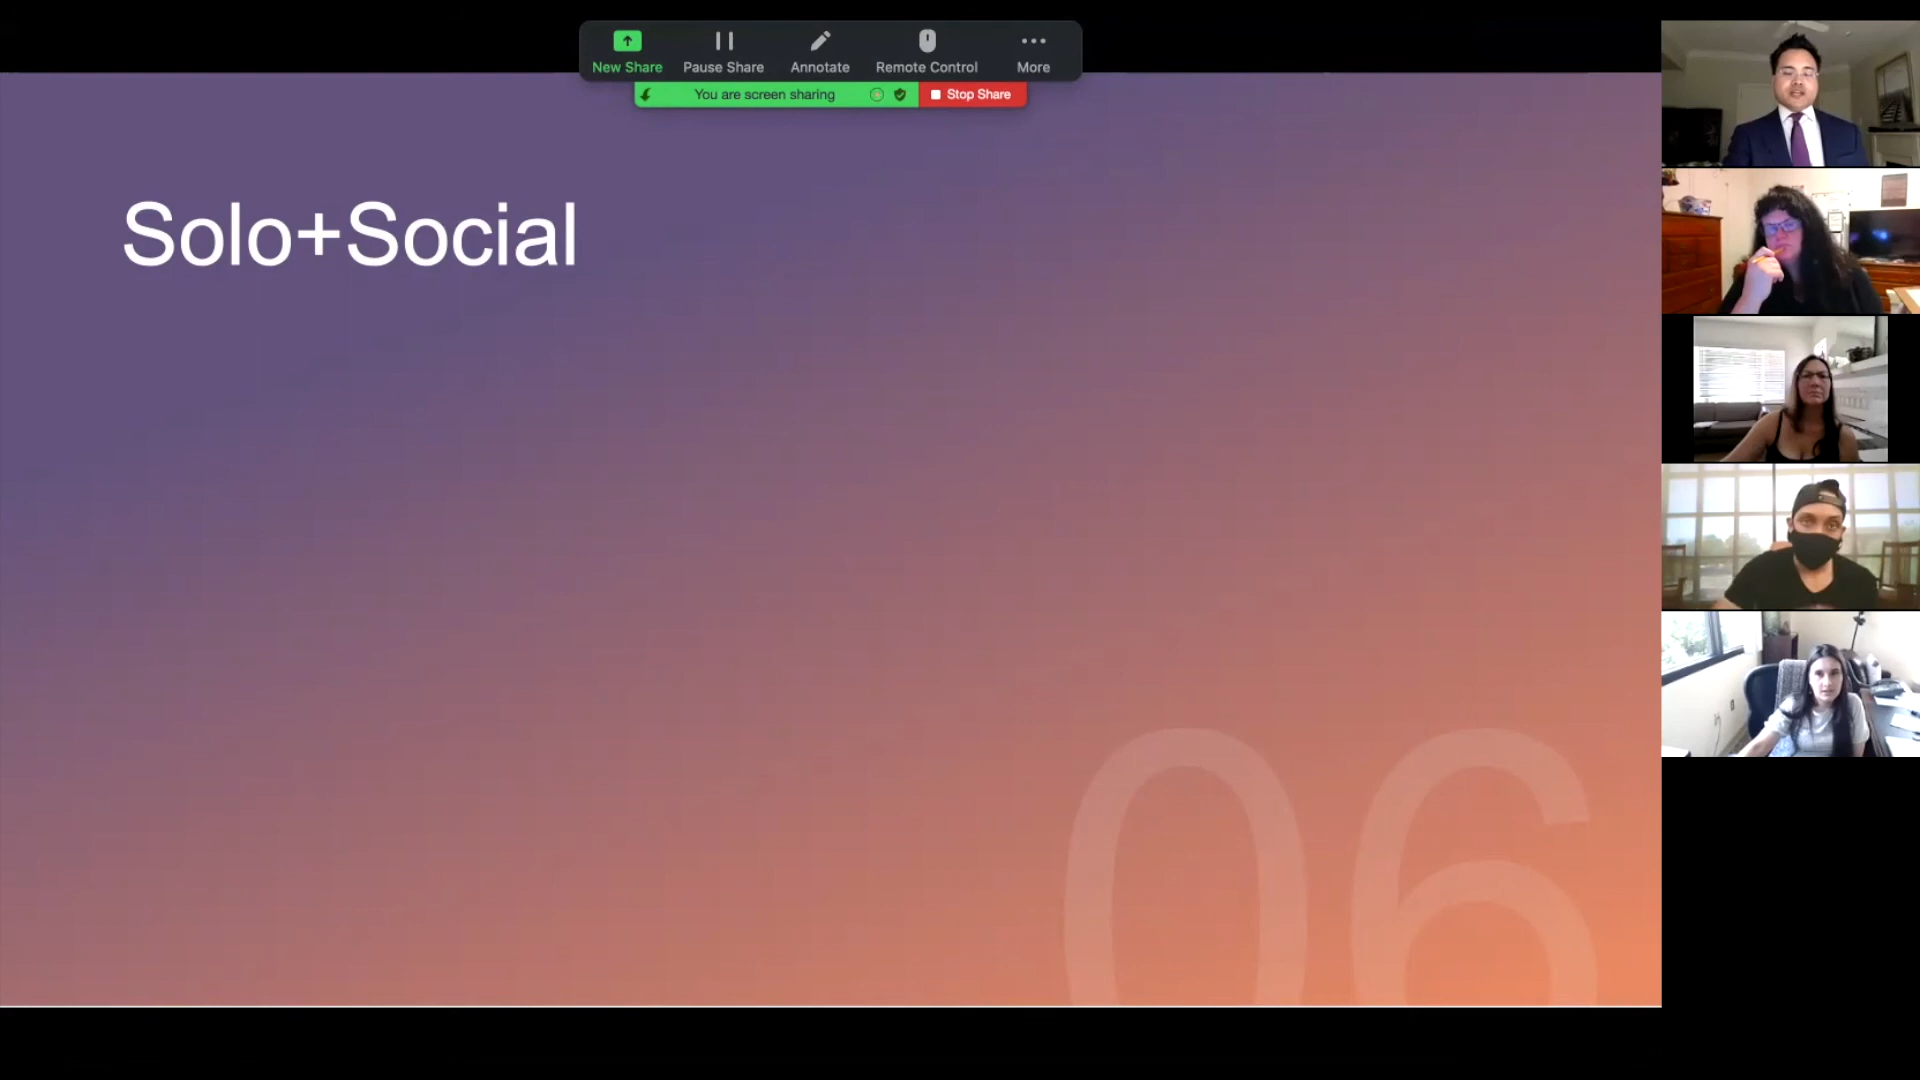 New Share
Pause Share
Annotate
Remote Control
More
You are screen sharing
Stop Share
Solo+Social
06